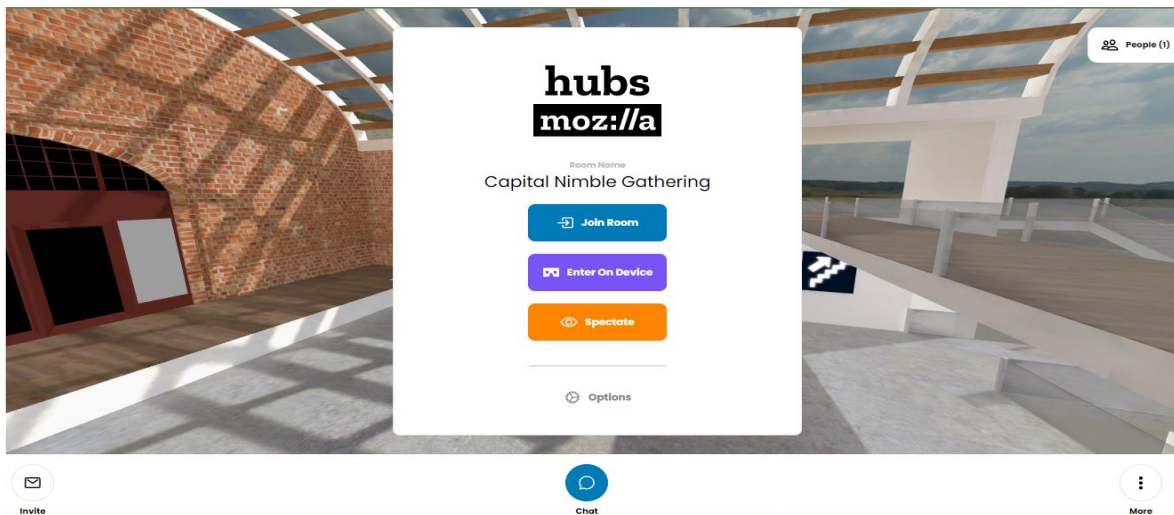 People (1)
hubs
moz://a
Room Name
Capital Nimble Gathering
Join Room
Enter On Device
Spectate
Options
Invite
Chat
More